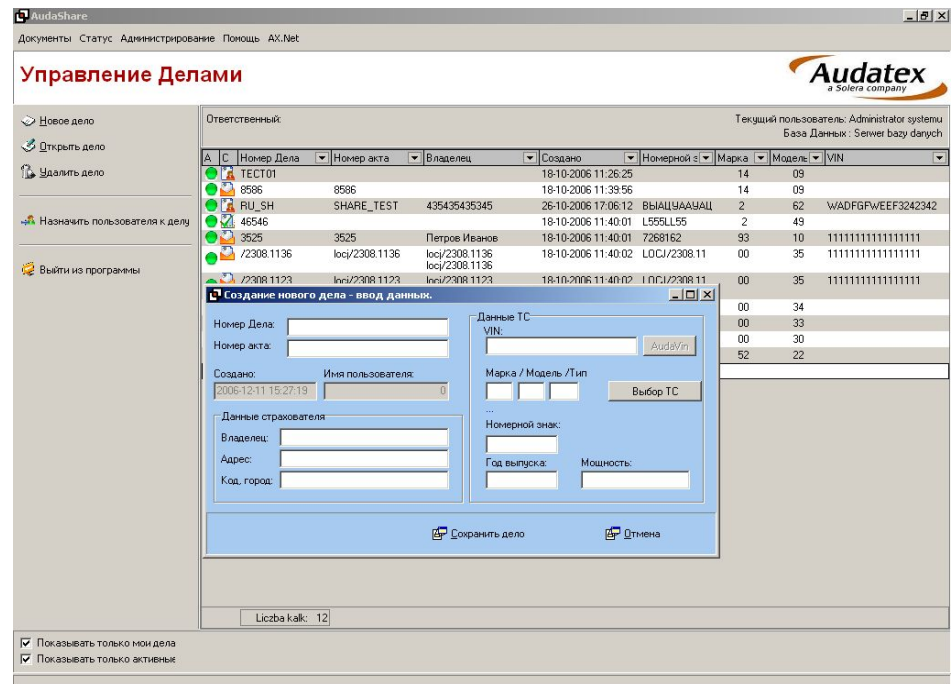 AudaShare
Документы Статус Администрирование Помощь AX.Net
Управление Делами
Audatex
a Solera company
Новое дело
Открыть дело
Удалить дело
Назначить пользователя к делу
Выйти из программы
Ответственный:
Текущий пользователь: Administrator systemu
База Данных : Serwer bazy danych
A C Номер Дела Номер акта Владелец Создано Номерной з Марка Модель VIN
ТЕСТ01 18-10-2006 11:26:25 14 09
8586 8586 18-10-2006 11:39:56 14 09
RU_SH SHARE_TEST 435435435345 26-10-2006 17:06:12 ВЫАЦУААУАЦ 2 62 WADFGFWEEF3242342
46546 18-10-2006 11:40:01 L555LL55 2 49
3525 3525 Петров Иванов 18-10-2006 11:40:01 7268162 93 10 11111111111111111
/2308.1136 locj/2308.1136 locj/2308.1136 18-10-2006 11:40:02 LOCJ/2308.11 00 35 11111111111111111
locj/2308.1136
/2308.1123 locj/2308.1123 locj/2308.1123 18-10-2006 11:40:02 LOCJ/2308.11 00 35 11111111111111111
00 34
00 33
00 30
52 22
Создание нового дела - ввод данных.
Номер Дела:
Номер акта:
Создано: Имя пользователя:
2006-12-11 15:27:19 0
Данные страхователя
Владелец:
Адрес:
Код, город:
Данные ТС
VIN:
AudaVin
Марка / Модель /Тип
Выбор ТС
...
Номерной знак:
Год выпуска: Мощность:
Сохранить дело Отмена
Liczba kalk: 12
Показывать только мои дела
Показывать только активные